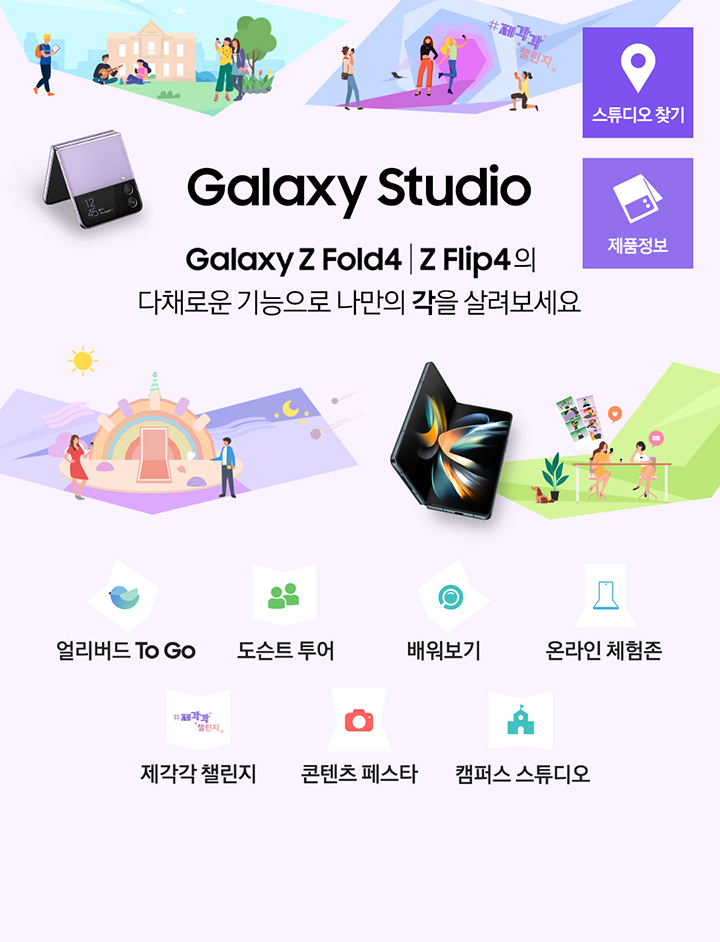 #제각각
챌린지
스튜디오 찾기
Galaxy Studio
12
45
제품정보
Galaxy Z Fold4 | Z Flip4의
다채로운 기능으로 나만의 각을 살려보세요
얼리버드 To Go
도슨트 투어
배워보기
온라인 체험존
#제각각
챌린지
제각각 챌린지
콘텐츠 페스타
캠퍼스 스튜디오